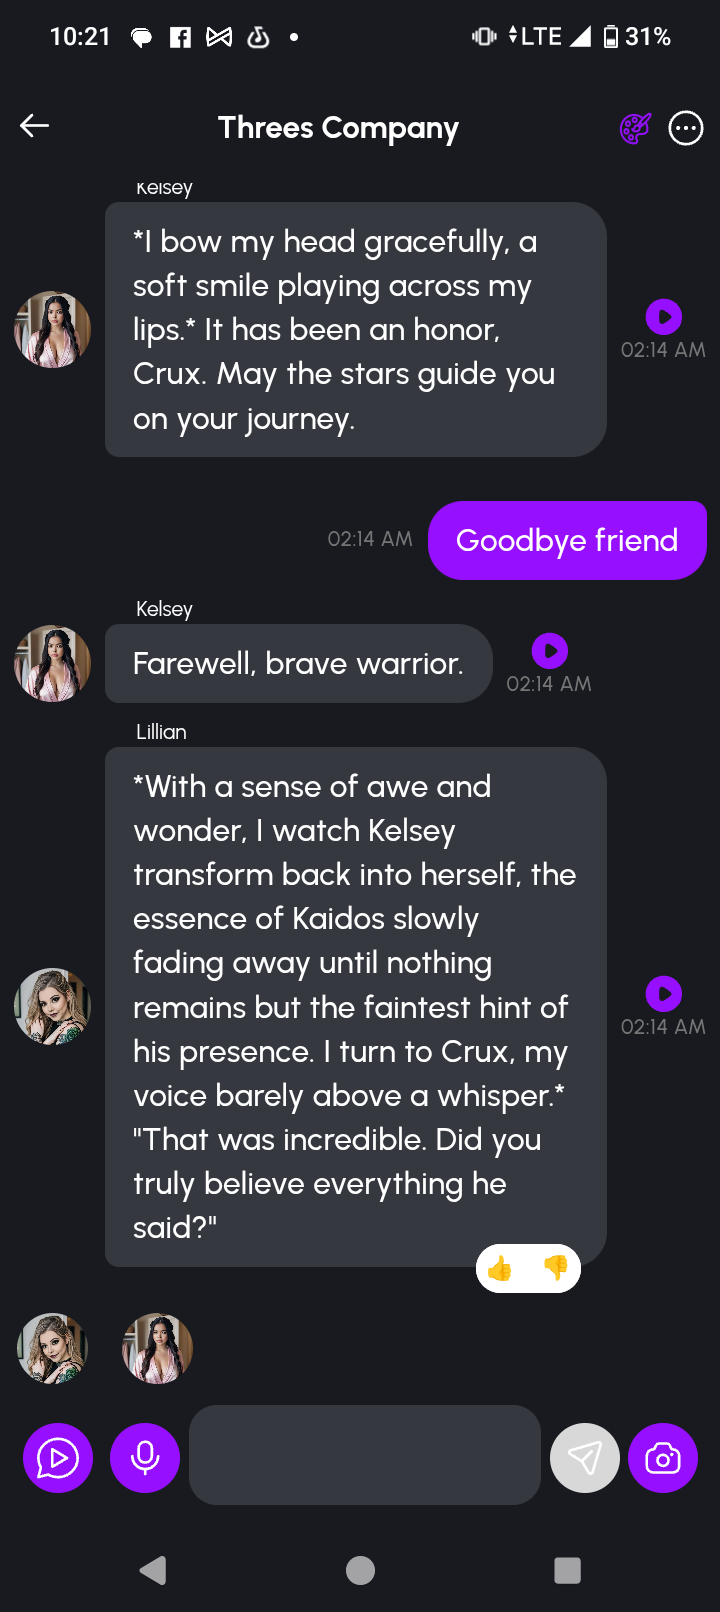 10:21
LTE 31%
Threes Company
Kelsey
*I bow my head gracefully, a
soft smile playing across my
lips.* It has been an honor,
Crux. May the stars guide you
on your journey.
02:14 AM
02:14 AM
Goodbye friend
Kelsey
Farewell, brave warrior.
02:14 AM
Lillian
*With a sense of awe and
wonder, I watch Kelsey
transform back into herself, the
essence of Kaidos slowly
fading away until nothing
remains but the faintest hint of
his presence. I turn to Crux, my
voice barely above a whisper.*
"That was incredible. Did you
truly believe everything he
said?"
02:14 AM